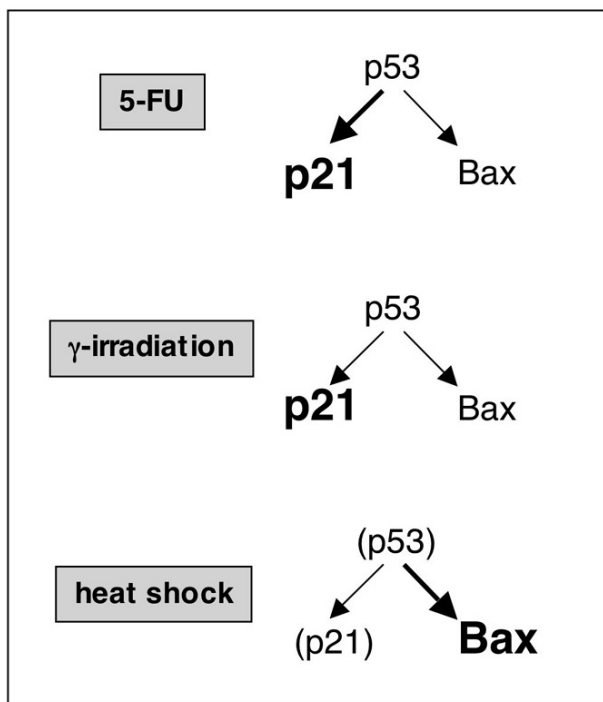 p53
5-FU
p21 Bax
p53
γ-irradiation
p21 Bax
(p53)
heat shock
(p21) Bax